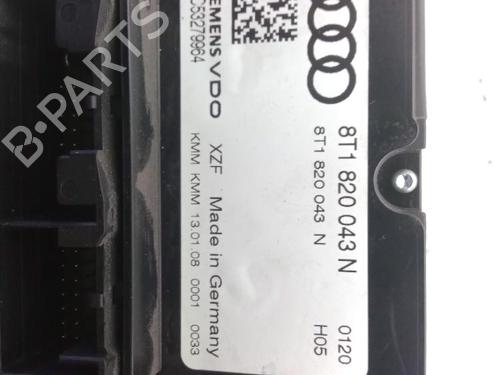 8T1 820 043 N 0120
8T1 820 043 N H05
SIEMENS VDO XZF Made in Germany
C53279964 KMM KMM 13.01.08 0001 0033
B-PARTS